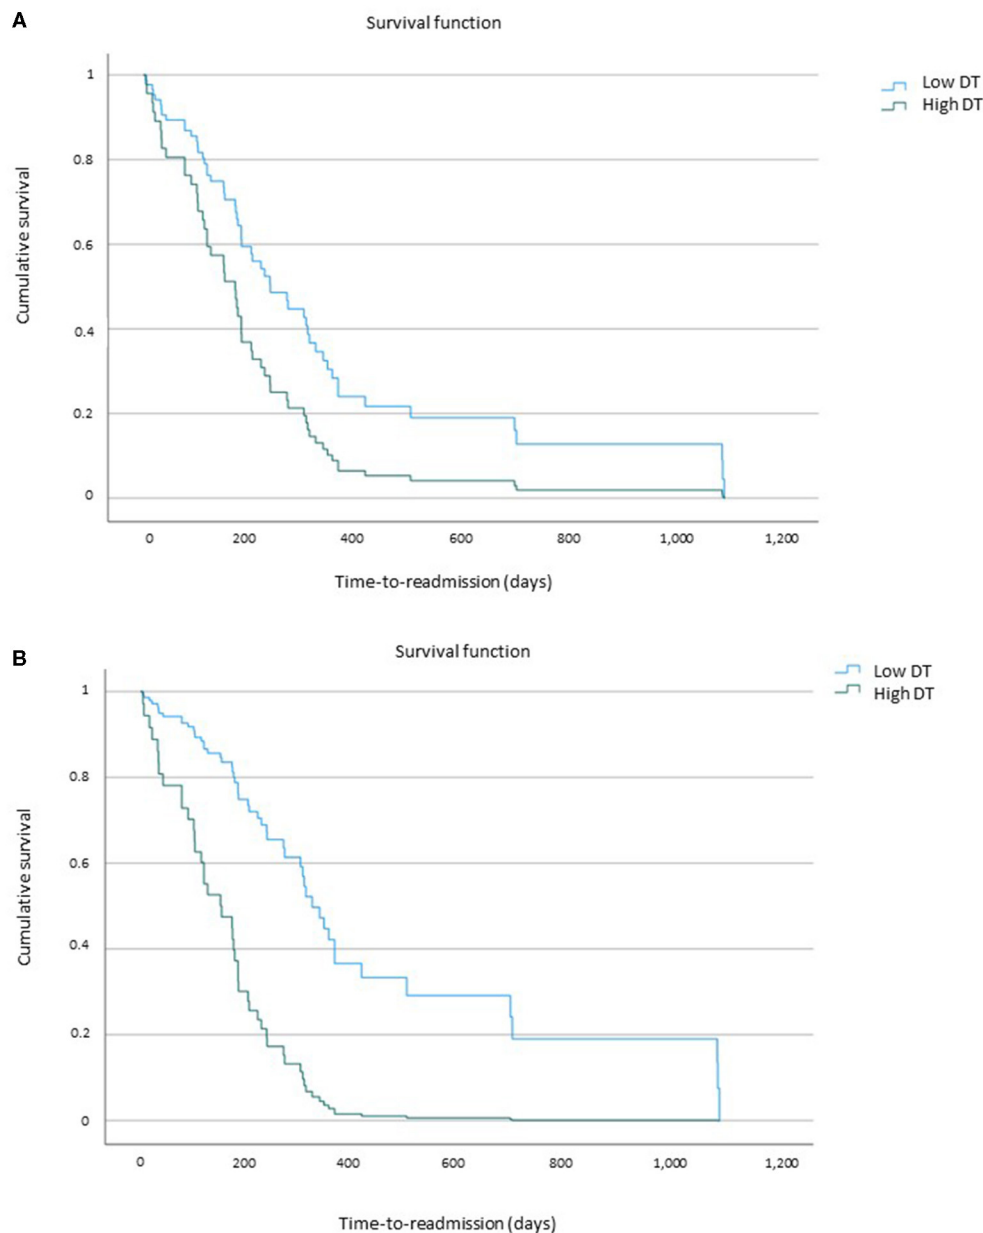 A
Survival function
Low DT
High DT
Cumulative survival
1
0.8
0.6
0.4
0.2
0
0 200 400 600 800 1,000 1,200
Time-to-readmission (days)
B
Survival function
Low DT
High DT
Cumulative survival
1
0.8
0.6
0.4
0.2
0
0 200 400 600 800 1,000 1,200
Time-to-readmission (days)